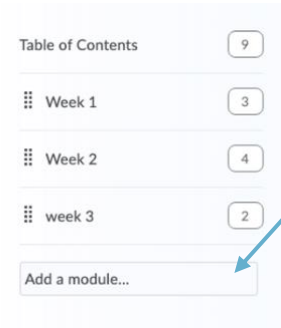 Table of Contents 9
Week 1 3
Week 2 4
week 3 2
Add a module...